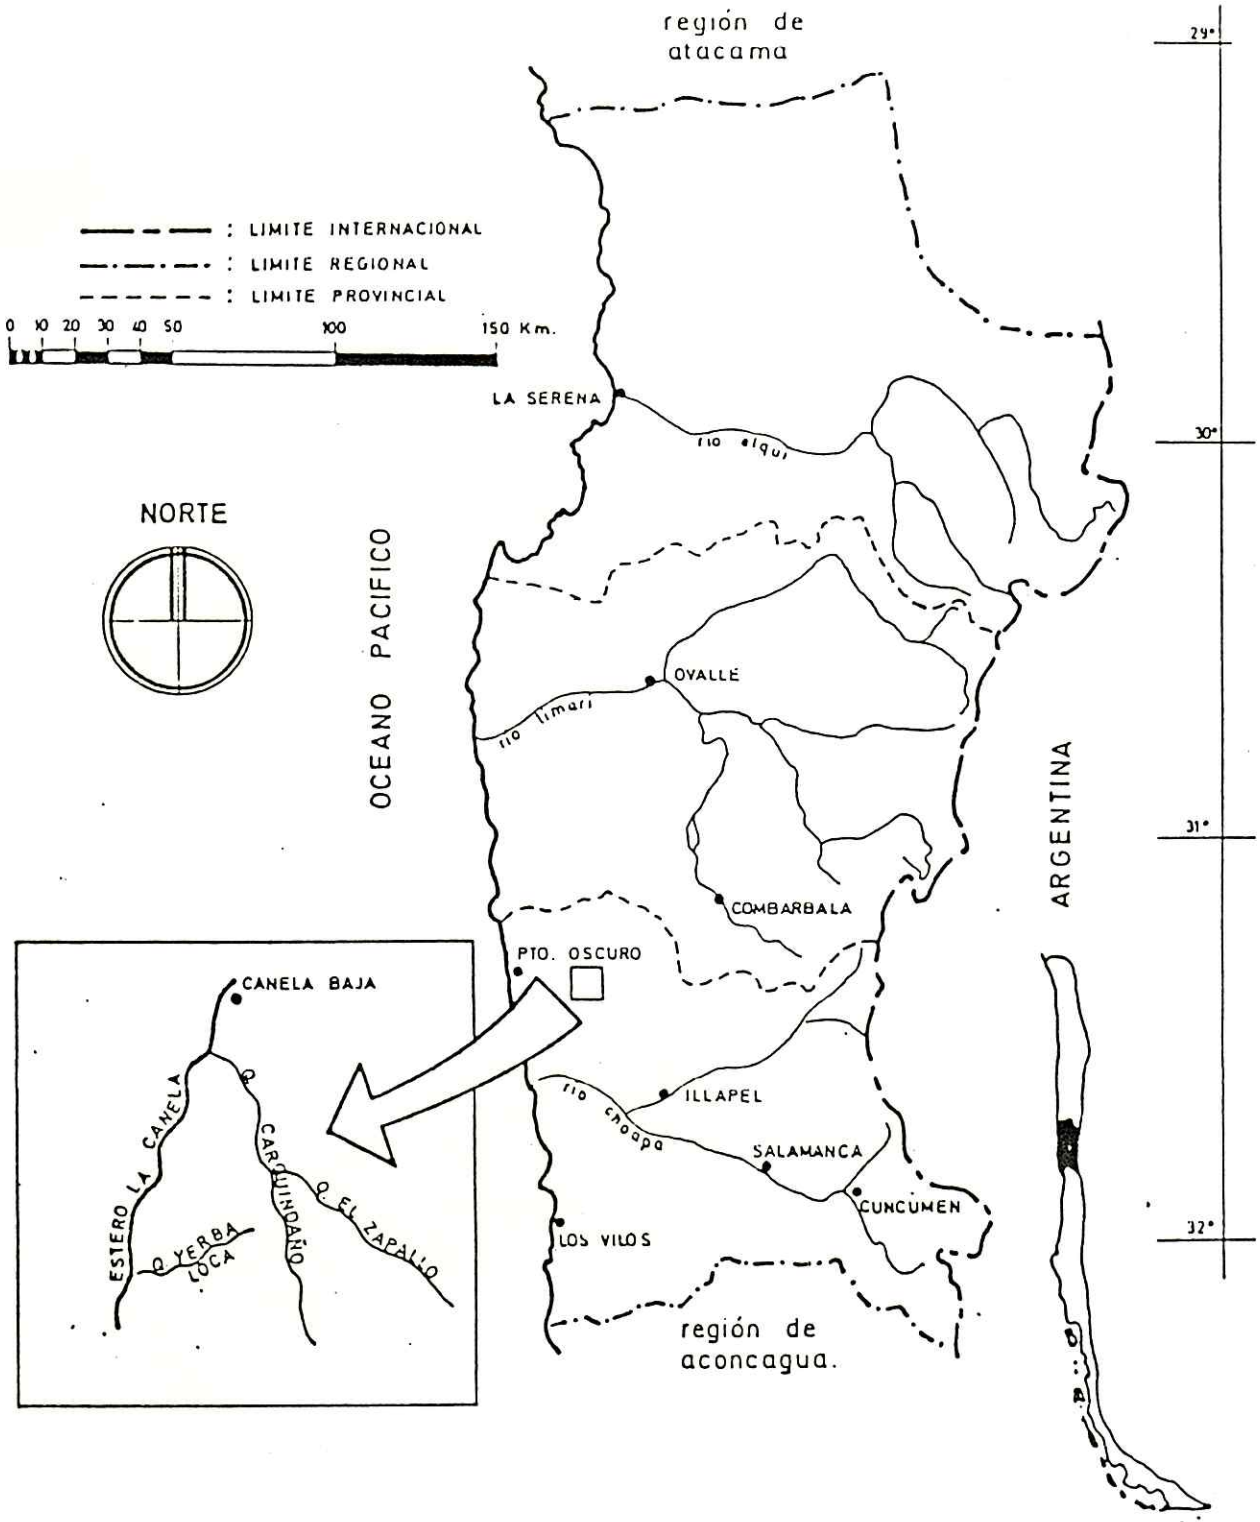 región de
atacama
29°
: LIMITE INTERNACIONAL
: LIMITE REGIONAL
: LIMITE PROVINCIAL
0 10 20 30 40 50 100 150 Km.
LA SERENA
rio elqui
30°
NORTE
OCEANO PACIFICO
OVALLE
rio limari
ARGENTINA
31°
COMBARBALA
PTO. OSCURO
CANELA BAJA
ESTERO LA CANELA
Q. CARQUINDAÑO
Q. EL ZAPALLO
Q. YERBA
LOCA
ILLAPEL
rio choapa
SALAMANCA
CUNCUMEN
LOS VILOS
32°
región de
aconcagua.